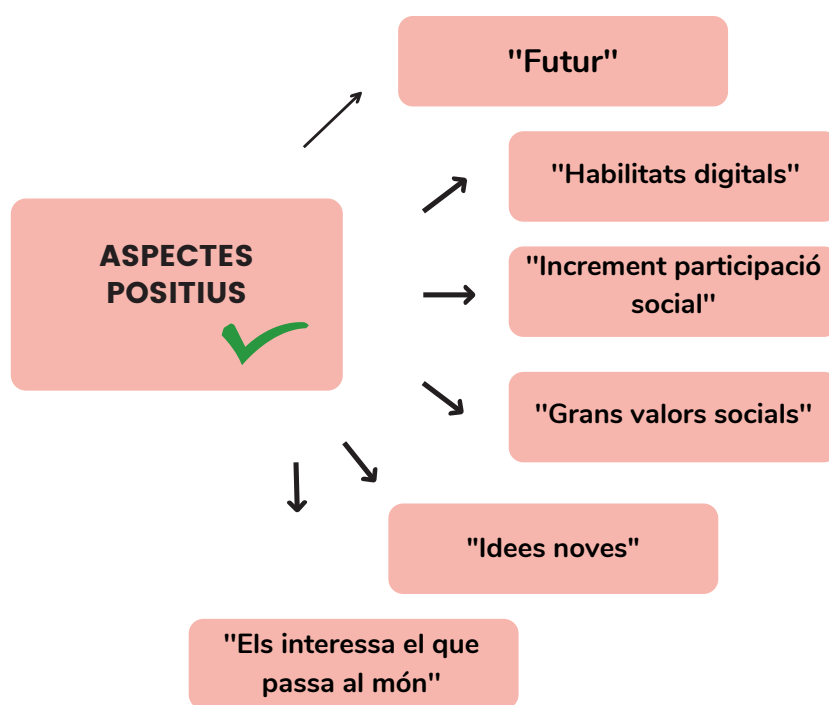 "Futur"
"Habilitats digitals"
ASPECTES
POSITIUS
"Increment participació
social"
"Grans valors socials"
"Idees noves"
"Els interessa el que
passa al món"